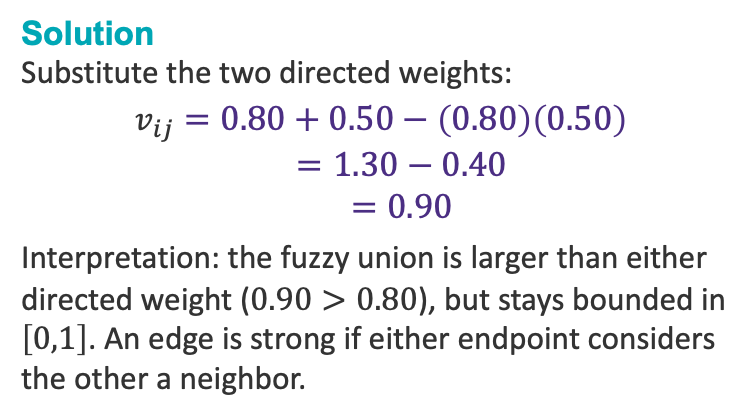 Solution
Substitute the two directed weights:
𝑣ᵢⱼ = 0.80 + 0.50 − (0.80)(0.50)
= 1.30 − 0.40
= 0.90
Interpretation: the fuzzy union is larger than either
directed weight (0.90 > 0.80), but stays bounded in
[0,1]. An edge is strong if either endpoint considers
the other a neighbor.